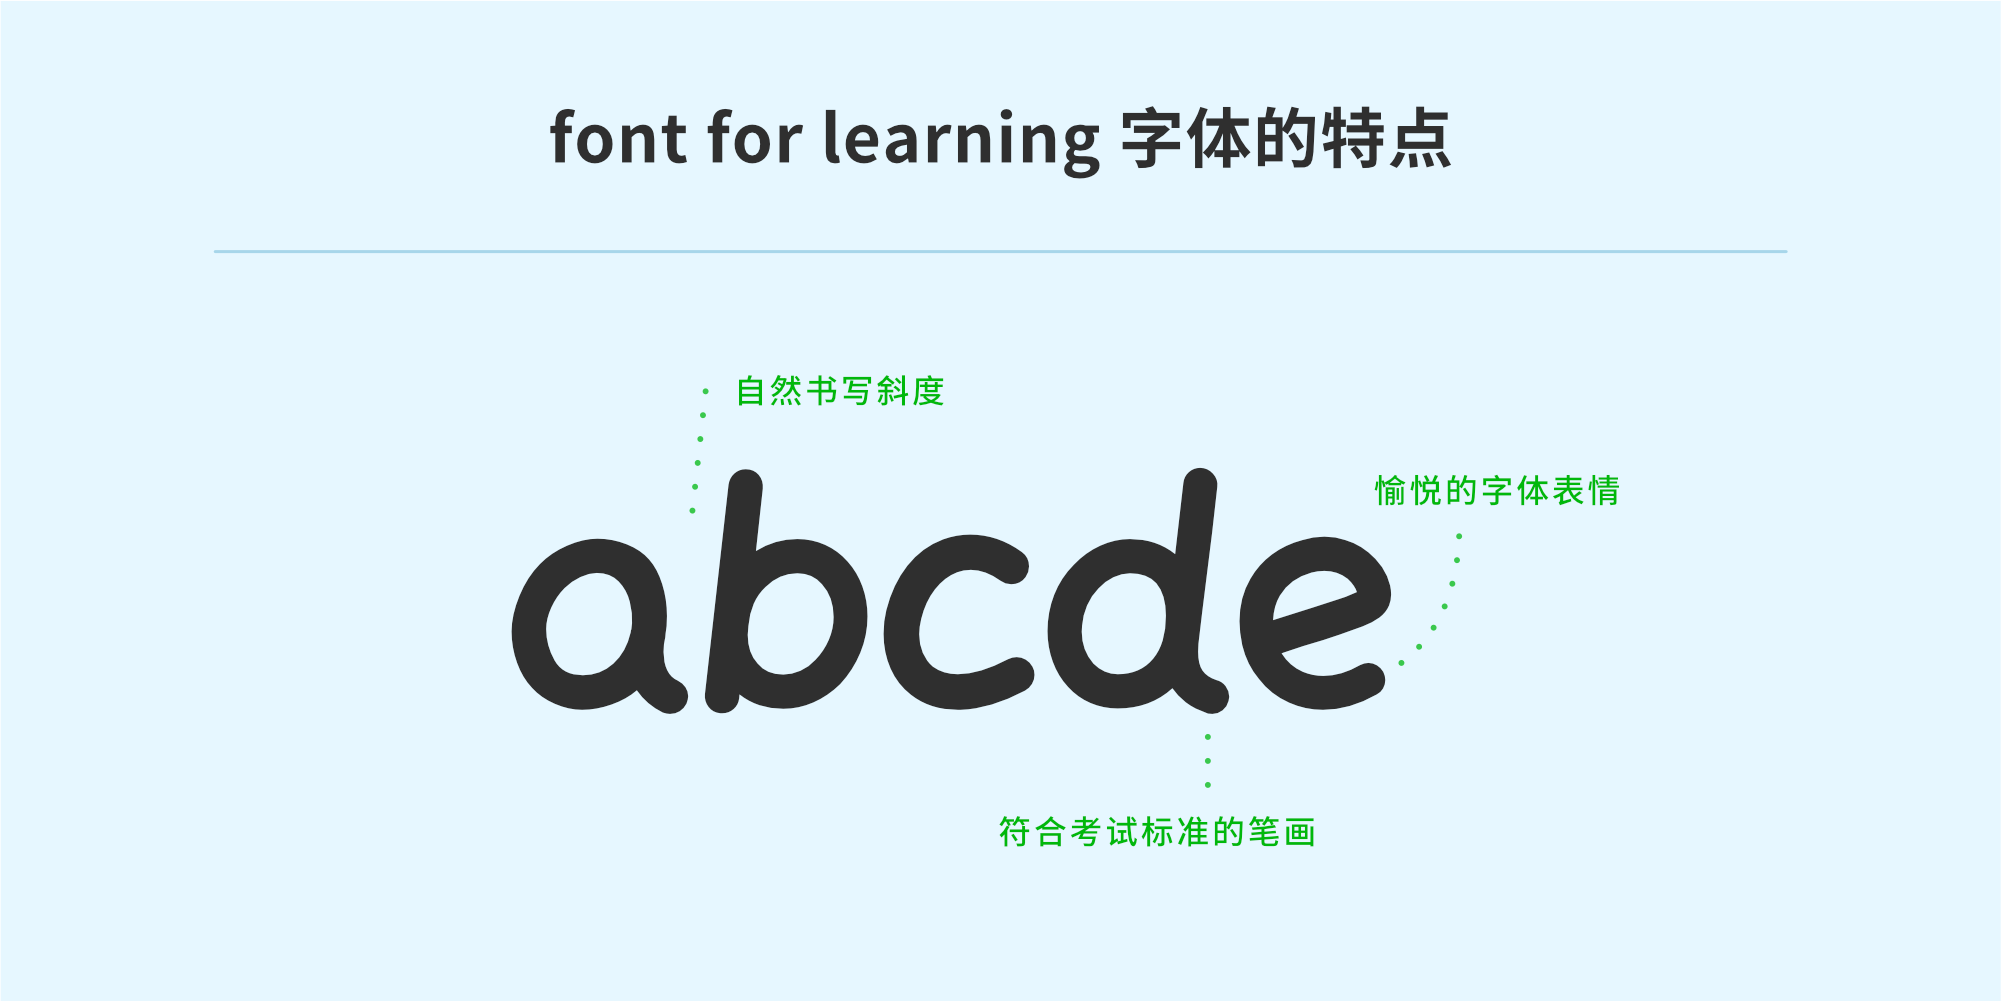 font for learning 字体的特点
自然书写斜度
愉悦的字体表情
abcde
符合考试标准的笔画